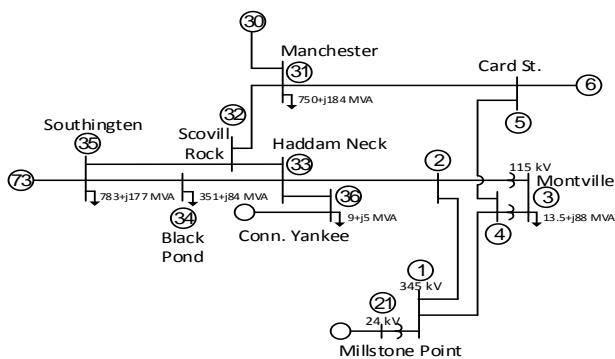 30
Manchester
31
Card St.
6
750+j184 MVA
32
5
Southingten
Scovill
Rock
35
Haddam Neck
33
2
115 kV
73
Montville
783+j177 MVA
351+j84 MVA
36
3
34
Black
Pond
9+j5 MVA
Conn. Yankee
4
13.5+j88 MVA
1
345 kV
21
24 kV
Millstone Point